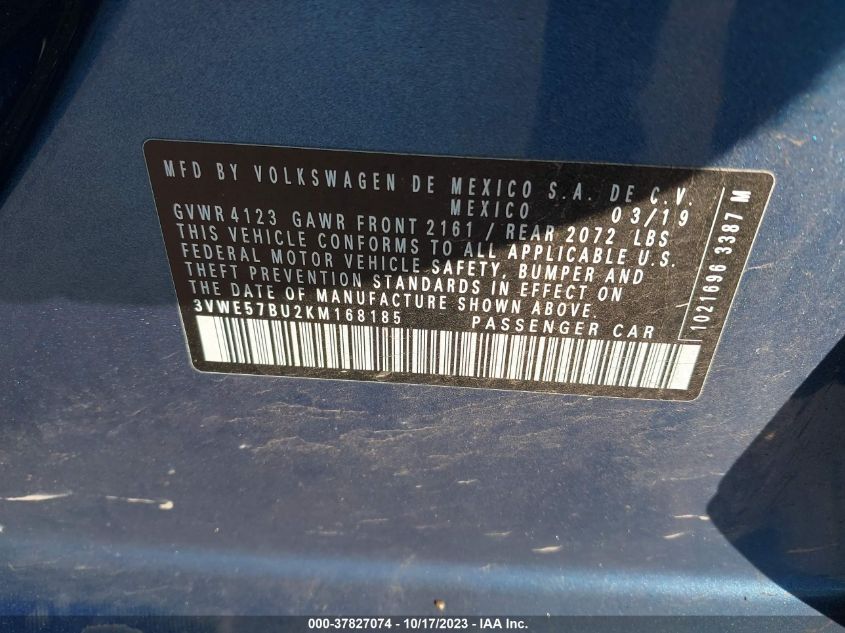 MFD BY VOLKSWAGEN DE MEXICO S.A. DE C.V.
MEXICO 03/19
GVWR 4123 GAWR FRONT 2161 / REAR 2072 LBS
THIS VEHICLE CONFORMS TO ALL APPLICABLE U.S.
FEDERAL MOTOR VEHICLE SAFETY, BUMPER AND
THEFT PREVENTION STANDARDS IN EFFECT ON
THE DATE OF MANUFACTURE SHOWN ABOVE.
3VWE57BU2KM168185 PASSENGER CAR
1021696 3387 M
000-37827074 - 10/17/2023 - IAA Inc.